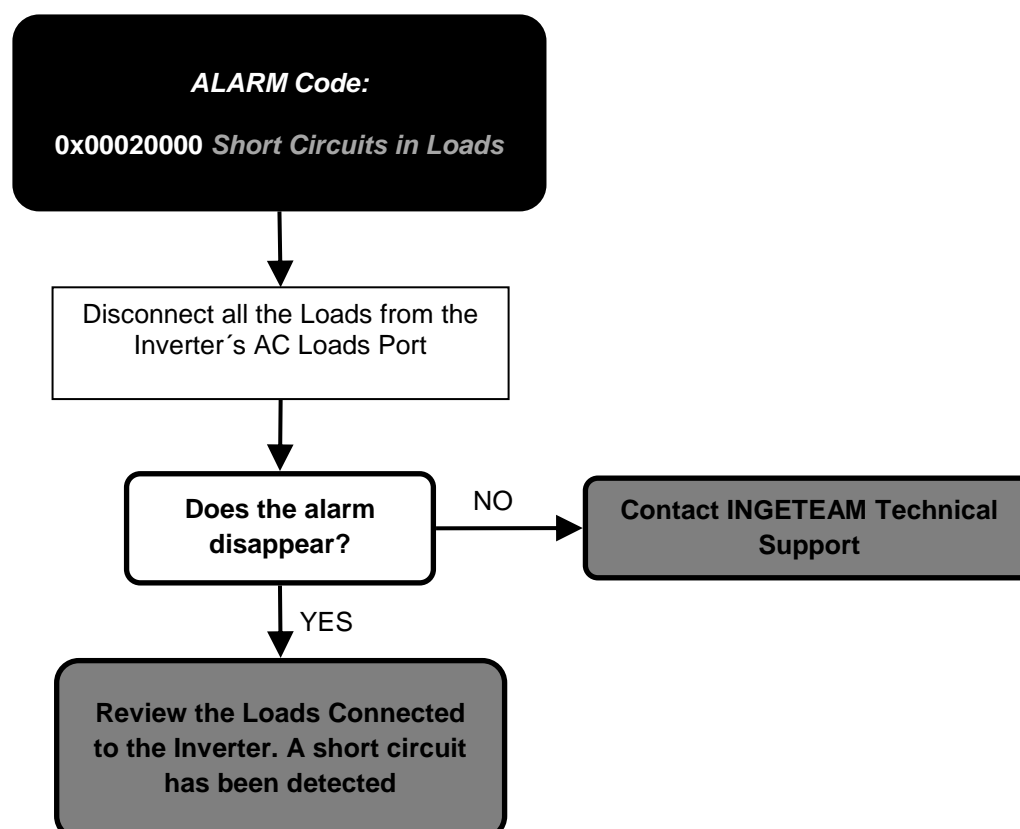 ALARM Code:
0x00020000 Short Circuits in Loads
Disconnect all the Loads from the
Inverter´s AC Loads Port
Does the alarm
disappear?
NO
Contact INGETEAM Technical
Support
YES
Review the Loads Connected
to the Inverter. A short circuit
has been detected